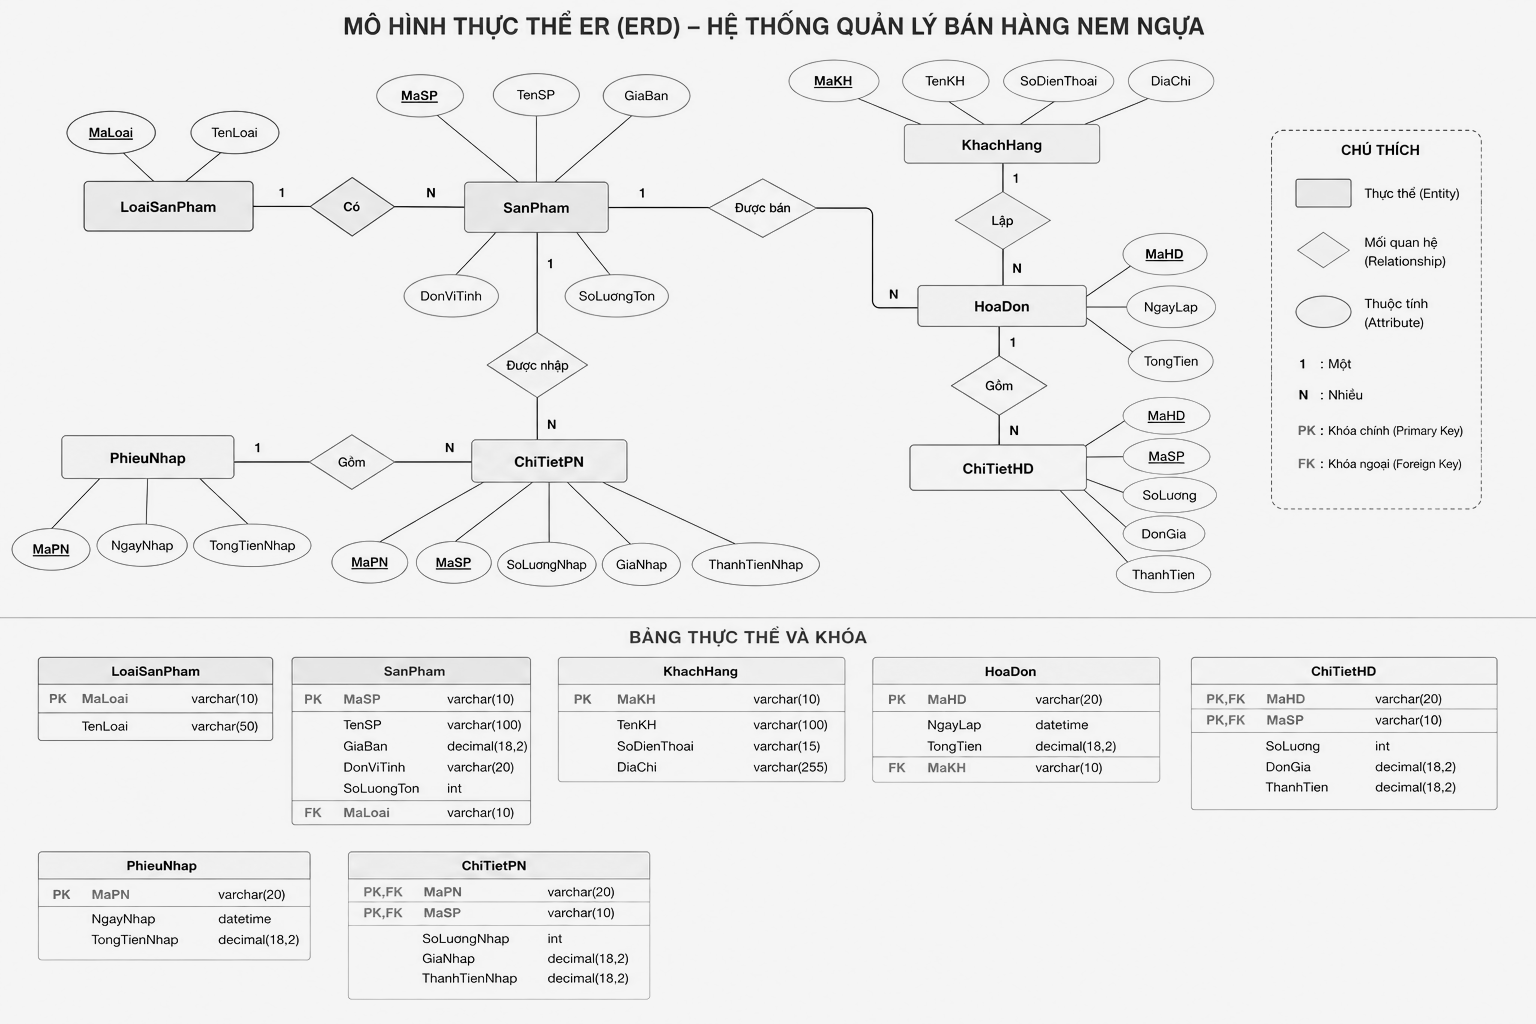 MÔ HÌNH THỰC THỂ ER (ERD) – HỆ THỐNG QUẢN LÝ BÁN HÀNG NEM NGỰA
MaLoai
TenLoai
LoaiSanPham
1
Có
N
MaSP
TenSP
GiaBan
SanPham
DonViTinh
SoLươngTon
1
Được bán
N
MaKH
TenKH
SoDienThoai
DiaChi
KhachHang
1
Lập
N
HoaDon
MaHD
NgayLap
TongTien
1
Gồm
N
ChiTietHD
MaHD
MaSP
SoLương
DonGia
ThanhTien
1
Được nhập
N
PhieuNhap
1
Gồm
N
ChiTietPN
MaPN
NgayNhap
TongTienNhap
MaPN
MaSP
SoLươngNhap
GiaNhap
ThanhTienNhap
CHÚ THÍCH
Thực thể (Entity)
Mối quan hệ
(Relationship)
Thuộc tính
(Attribute)
1 : Một
N : Nhiều
PK : Khóa chính (Primary Key)
FK : Khóa ngoại (Foreign Key)
BẢNG THỰC THỂ VÀ KHÓA
LoaiSanPham
PK MaLoai varchar(10)
TenLoai varchar(50)
SanPham
PK MaSP varchar(10)
TenSP varchar(100)
GiaBan decimal(18,2)
DonViTinh varchar(20)
SoLuongTon int
FK MaLoai varchar(10)
KhachHang
PK MaKH varchar(10)
TenKH varchar(100)
SoDienThoai varchar(15)
DiaChi varchar(255)
HoaDon
PK MaHD varchar(20)
NgayLap datetime
TongTien decimal(18,2)
FK MaKH varchar(10)
ChiTietHD
PK,FK MaHD varchar(20)
PK,FK MaSP varchar(10)
SoLương int
DonGia decimal(18,2)
ThanhTien decimal(18,2)
PhieuNhap
PK MaPN varchar(20)
NgayNhap datetime
TongTienNhap decimal(18,2)
ChiTietPN
PK,FK MaPN varchar(20)
PK,FK MaSP varchar(10)
SoLươngNhap int
GiaNhap decimal(18,2)
ThanhTienNhap decimal(18,2)